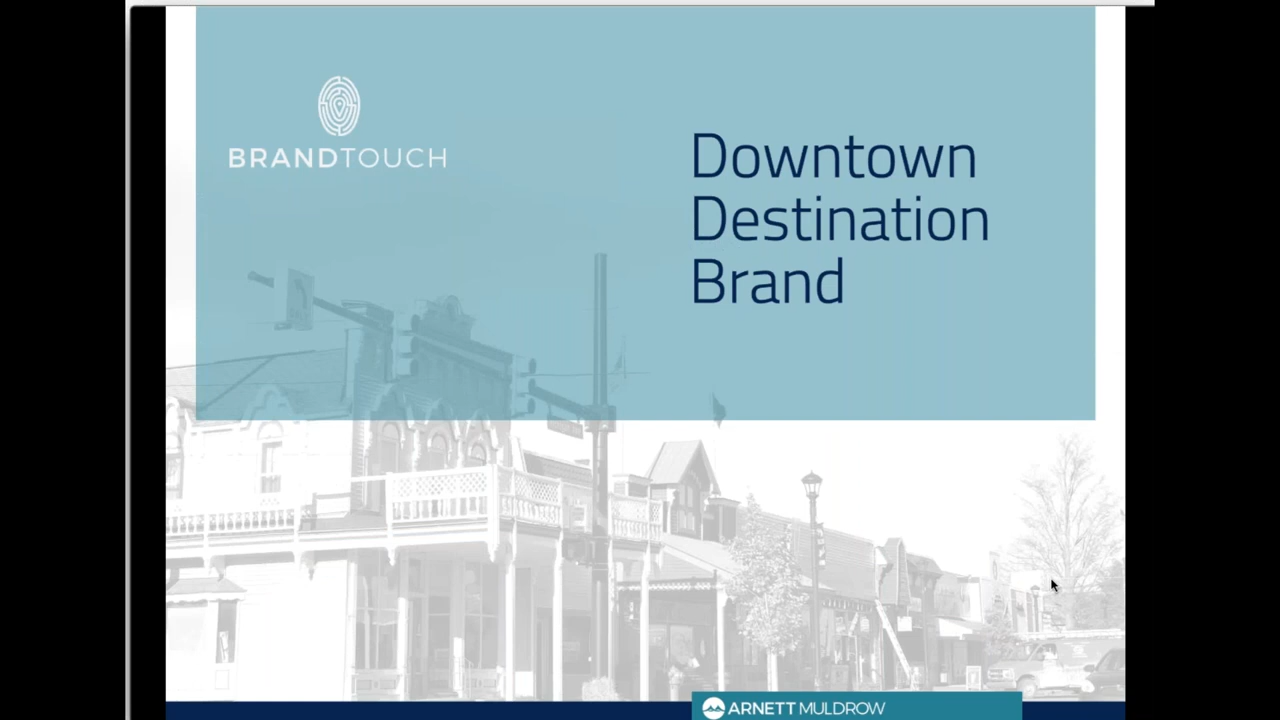 BRANDTOUCH
Downtown
Destination
Brand
ARNETT MULDROW